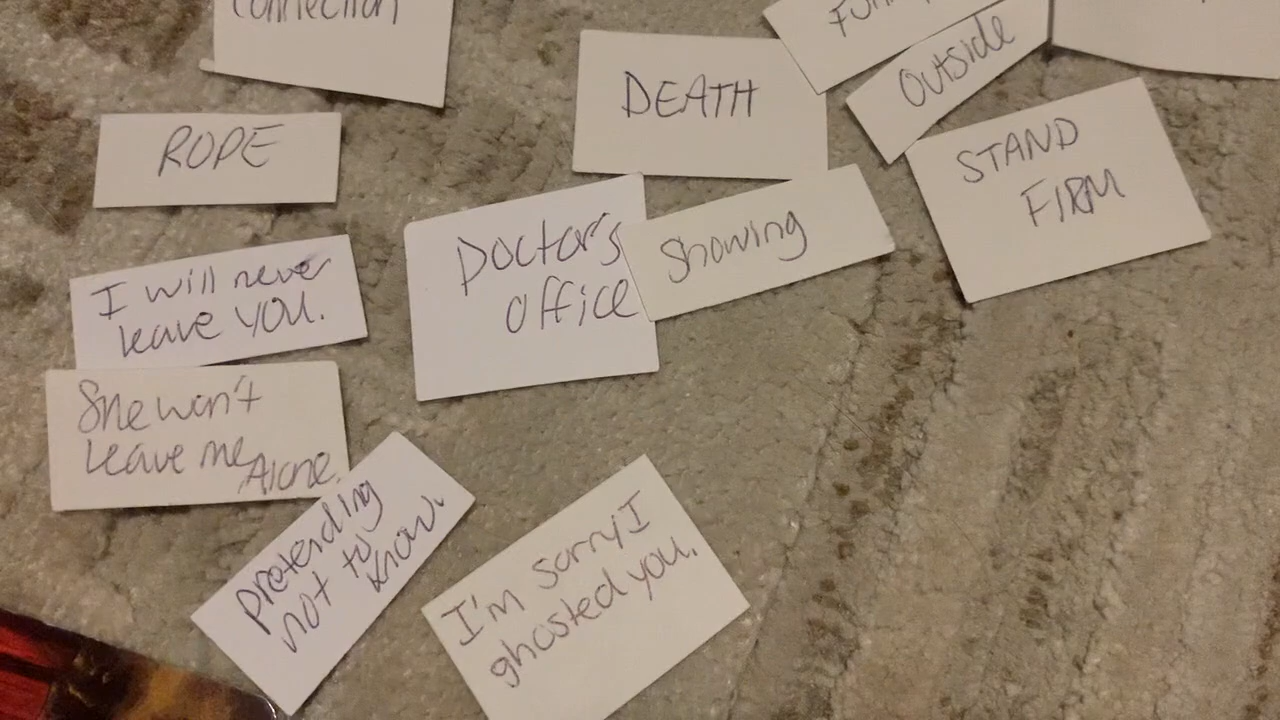 connection
Outside
DEATH
ROPE
STAND
FIRM
Doctor's
office
Showing
I will never
leave you.
She won't
Leave me
Alone.
pretending
not to
know.
I'm sorry I
ghosted you.